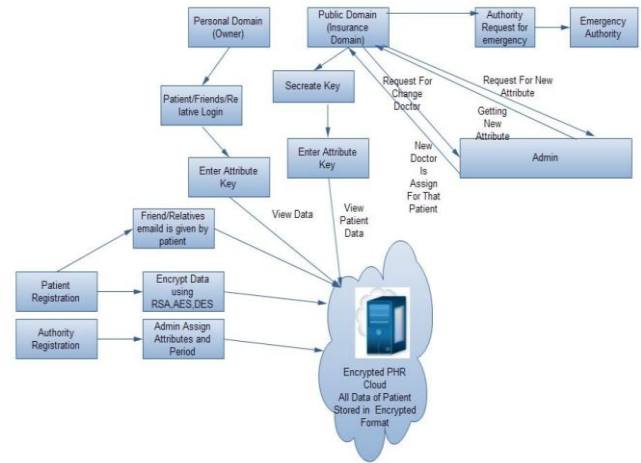 Personal Domain
(Owner)
Public Domain
(Insurance
Domain)
Authority
Request for
emergency
Emergency
Authority
Patient/Friends/Re
lative Login
Secreate Key
Request For
Change
Doctor
Request For New
Attribute
Getting
New
Attribute
Enter Attribute
Key
Enter Attribute
Key
New
Doctor
Is
Assign
For That
Patient
Admin
View Data
View
Patient
Data
Friend/Relatives
emaild is given by
patient
Patient
Registration
Encrypt Data
using
RSA,AES,DES
Authority
Registration
Admin Assign
Attributes and
Period
Encrypted PHR
Cloud
All Data of Patient
Stored in Encrypted
Format